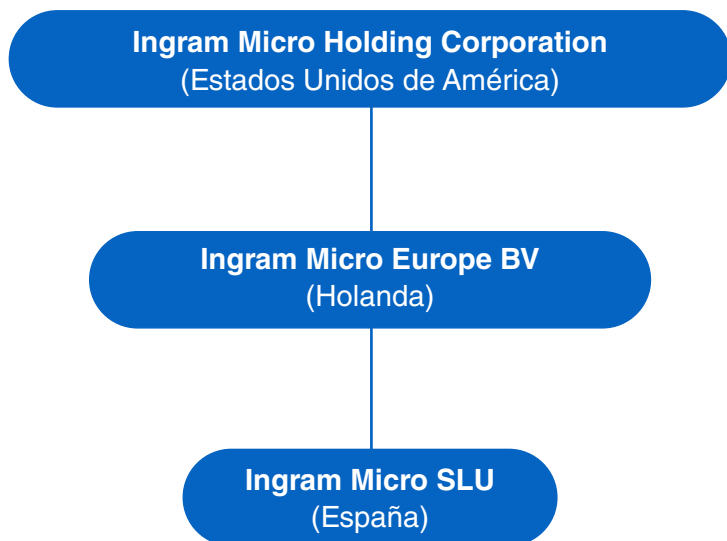 Ingram Micro Holding Corporation
(Estados Unidos de América)
Ingram Micro Europe BV
(Holanda)
Ingram Micro SLU
(España)